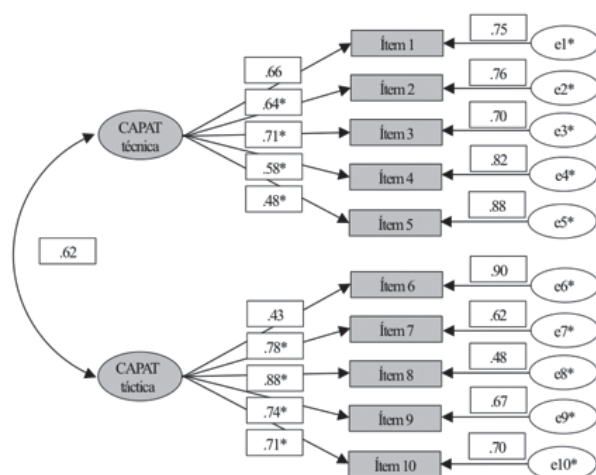 .75
Ítem 1
e1*
.66
.76
Ítem 2
e2*
.64*
.70
CAPAT
técnica
Ítem 3
e3*
.71*
.82
Ítem 4
e4*
.58*
.88
Ítem 5
e5*
.48*
.62
.90
Ítem 6
e6*
.43
.62
Ítem 7
e7*
.78*
.48
CAPAT
táctica
Ítem 8
e8*
.88*
.67
Ítem 9
e9*
.74*
.70
Ítem 10
e10*
.71*